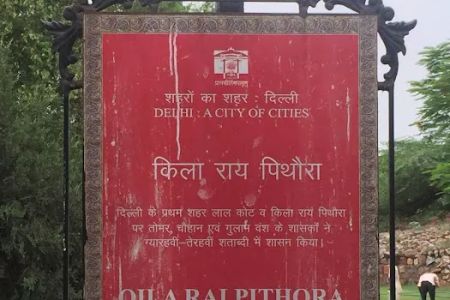 शहरों का शहर : दिल्ली
DELHI : A CITY OF CITIES
किला राय पिथौरा
दिल्ली के प्रथम शहर लाल कोट व किला राय पिथौरा
पर तोमर, चौहान एवं गुलाम वंश के शासकों ने
ग्यारहवीं-तेरहवीं शताब्दी में शासन किया।
QILA RAI PITHORA